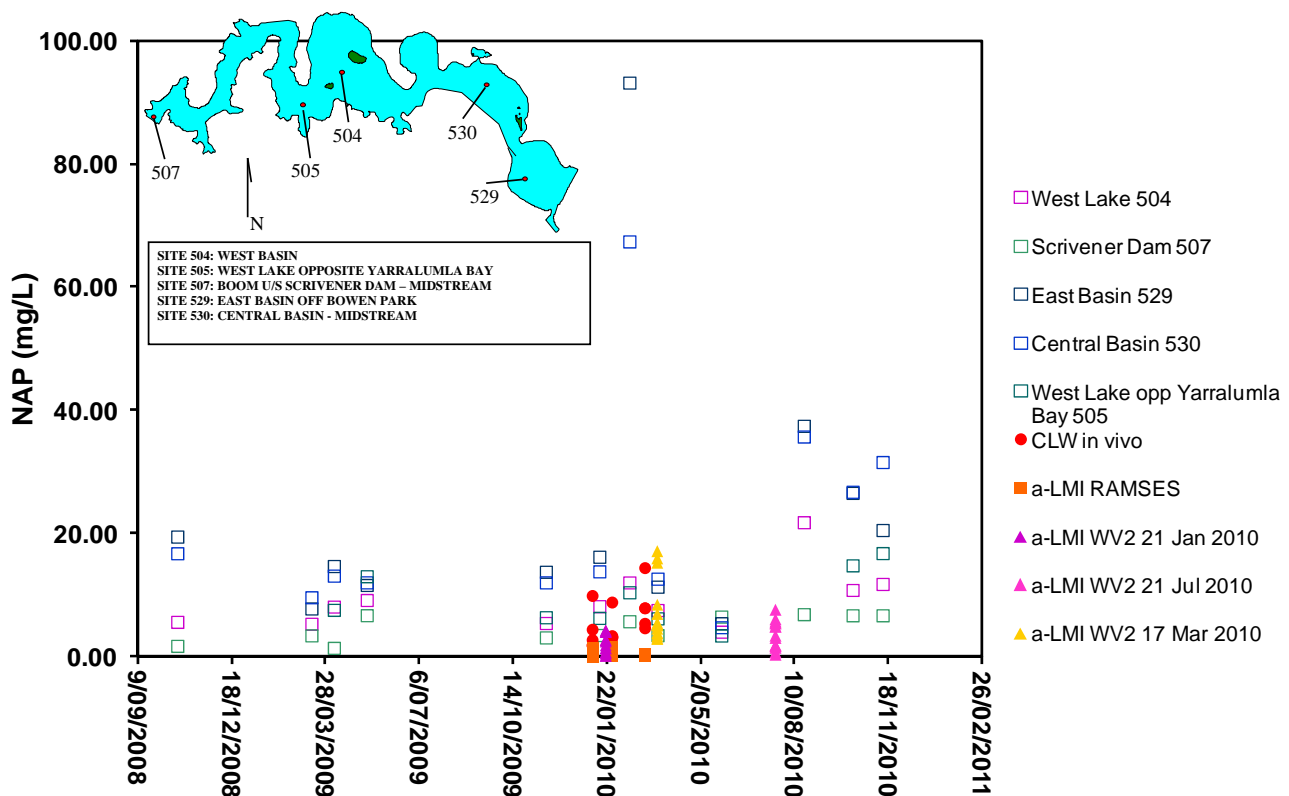 100.00
80.00
60.00
40.00
20.00
0.00
NAP (mg/L)
504
530
507
505
529
N
SITE 504: WEST BASIN
SITE 505: WEST LAKE OPPOSITE YARRALUMLA BAY
SITE 507: BOOM U/S SCRIVENER DAM – MIDSTREAM
SITE 529: EAST BASIN OFF BOWEN PARK
SITE 530: CENTRAL BASIN - MIDSTREAM
9/09/2008
18/12/2008
28/03/2009
6/07/2009
14/10/2009
22/01/2010
2/05/2010
10/08/2010
18/11/2010
26/02/2011
West Lake 504
Scrivener Dam 507
East Basin 529
Central Basin 530
West Lake opp Yarralumla
Bay 505
CLW in vivo
a-LMI RAMSES
a-LMI WV2 21 Jan 2010
a-LMI WV2 21 Jul 2010
a-LMI WV2 17 Mar 2010